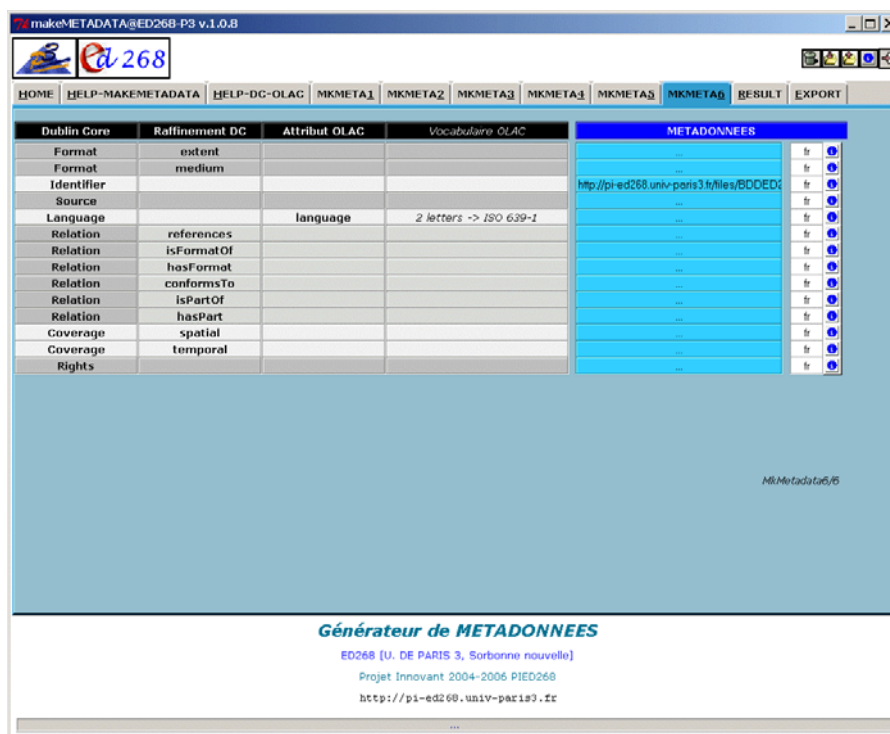 makeMETADATA@ED268-P3 v.1.0.8
ed 268
HOME HELP-MAKEMETADATA HELP-DC-OLAC MKMETA1 MKMETA2 MKMETA3 MKMETA4 MKMETA5 MKMETA6 RESULT EXPORT
Dublin Core Raffinement DC Attribut OLAC Vocabulaire OLAC METADONNEES
Format extent ... fr
Format medium ... fr
Identifier http://pi-ed268.univ-paris3.fr/files/BDDED2 fr
Source ... fr
Language language 2 letters -> ISO 639-1 ... fr
Relation references ... fr
Relation isFormatOf ... fr
Relation hasFormat ... fr
Relation conformsTo ... fr
Relation isPartOf ... fr
Relation hasPart ... fr
Coverage spatial ... fr
Coverage temporal ... fr
Rights ... fr
MkMetadata6/6
Générateur de METADONNEES
ED268 [U. DE PARIS 3, Sorbonne nouvelle]
Projet Innovant 2004-2006 PIED268
http://pi-ed268.univ-paris3.fr
...